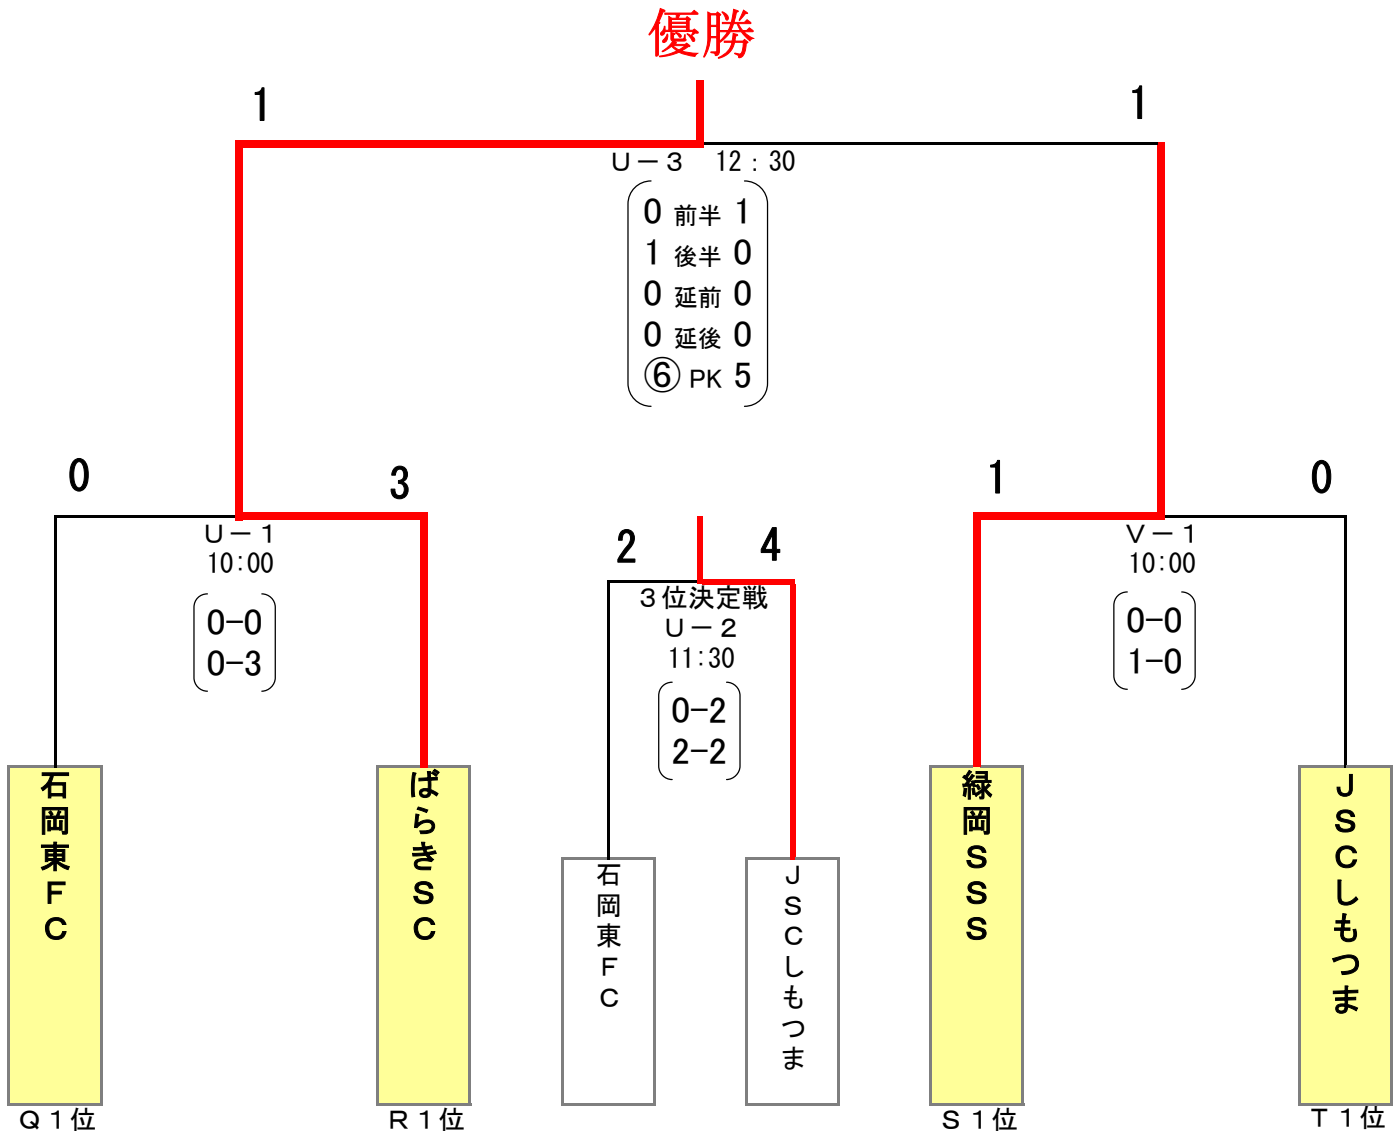 優勝
1 1
U－3 12：30
0 前半 1
1 後半 0
0 延前 0
0 延後 0
⑥ PK 5
0 3
U－1
10:00
0-0
0-3
2 4
3位決定戦
U－2
11:30
0-2
2-2
1 0
V－1
10:00
0-0
1-0
石岡東FC
ばらきSC
石岡東FC
JSCしもつま
緑岡SSS
JSCしもつま
Q1位
R1位
S1位
T1位